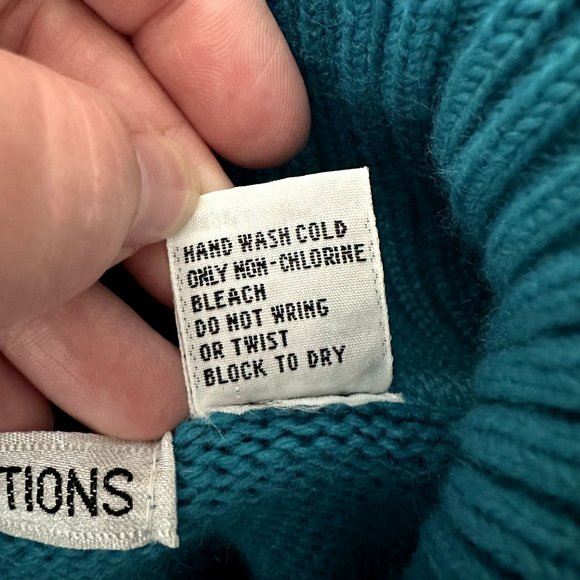 HAND WASH COLD
ONLY NON-CHLORINE
BLEACH
DO NOT WRING
OR TWIST
BLOCK TO DRY
TIONS